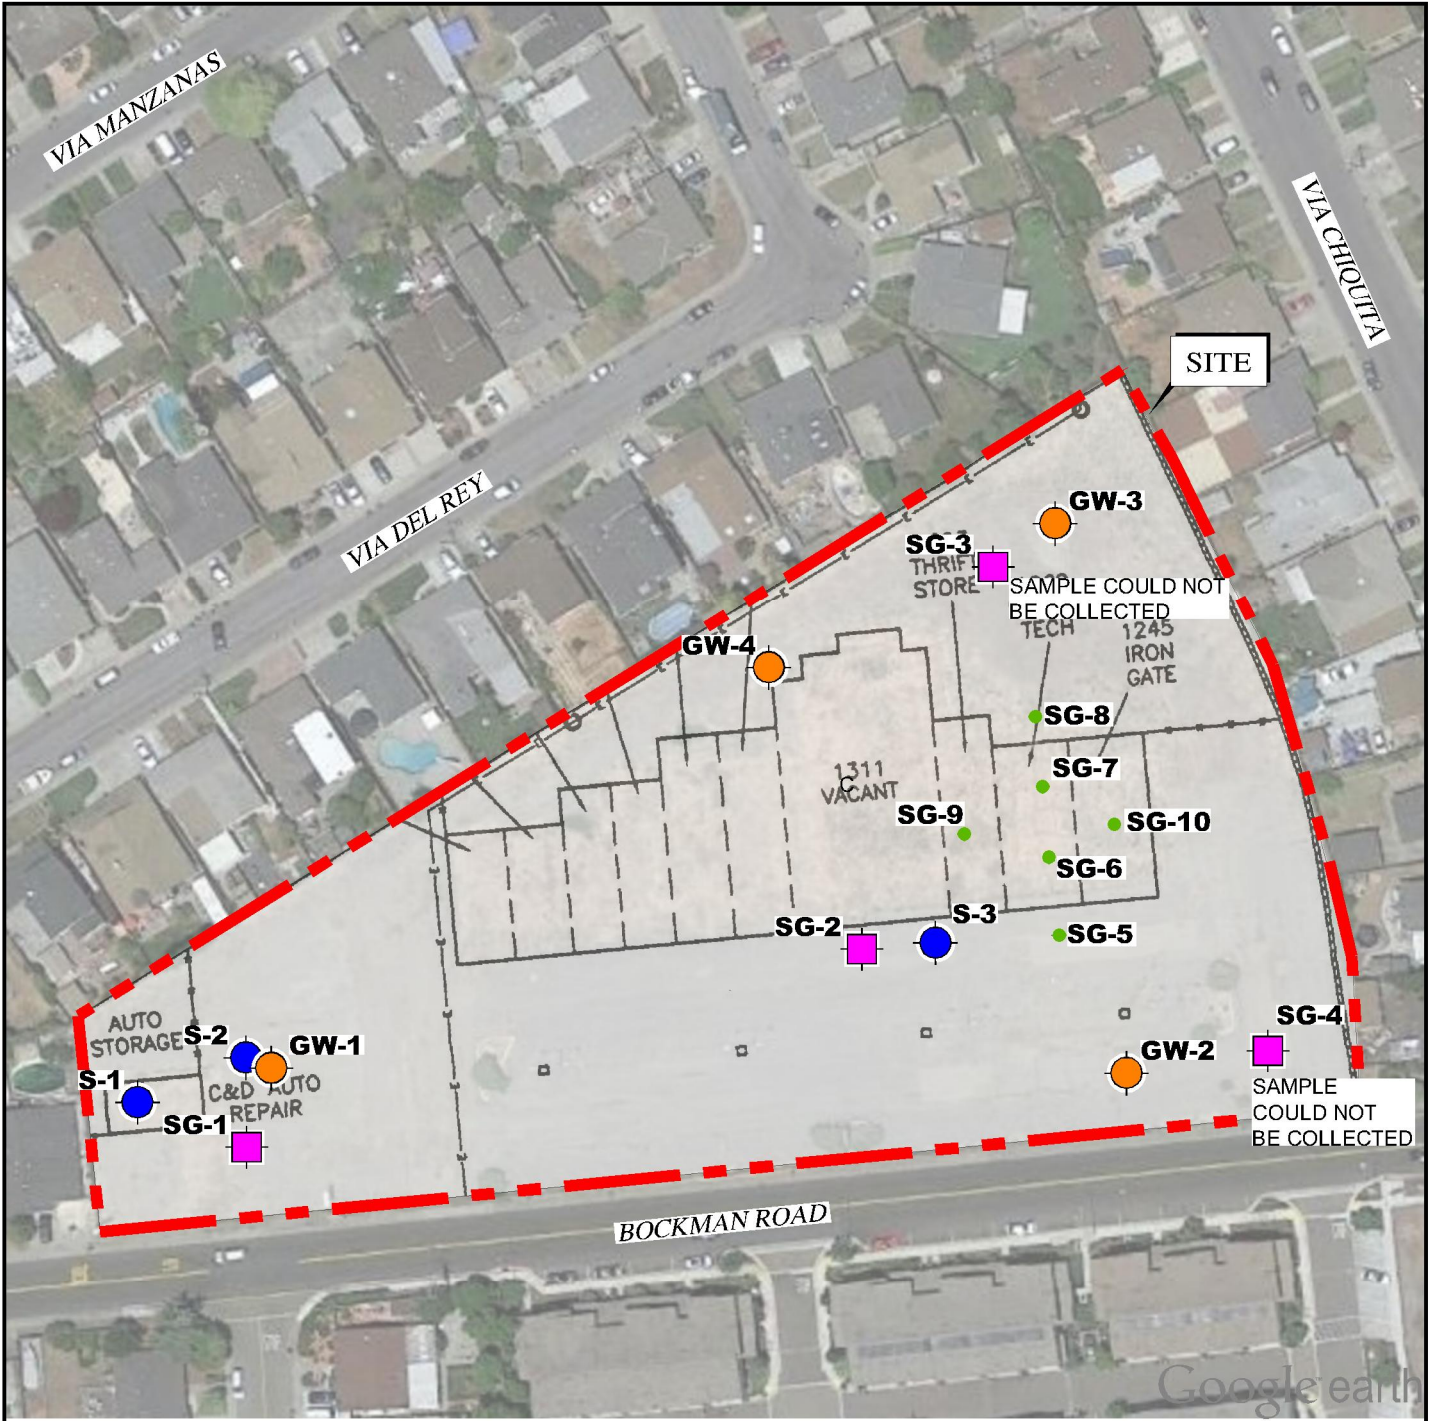 VIA MANZANAS
VIA CHIQUITA
SITE
VIA DEL REY
GW-3
SG-3
THRIFT
STORE
SAMPLE COULD NOT
BE COLLECTED
TECH
1245
IRON
GATE
GW-4
SG-8
SG-7
1311
VACANT
C
SG-9
SG-10
SG-6
SG-2
S-3
SG-5
AUTO
STORAGE
S-2
GW-1
S-1
C&D AUTO
REPAIR
SG-1
GW-2
SG-4
SAMPLE
COULD NOT
BE COLLECTED
BOCKMAN ROAD
Google earth